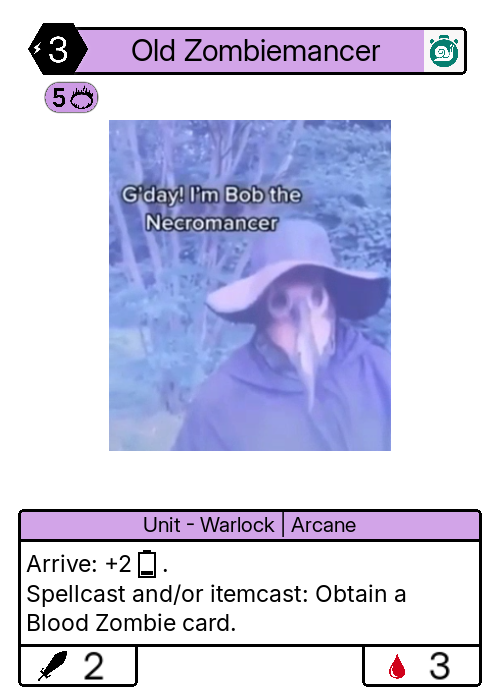 3
Old Zombiemancer
5
G'day! I'm Bob the
Necromancer
Unit - Warlock | Arcane
Arrive: +2 .
Spellcast and/or itemcast: Obtain a
Blood Zombie card.
2
3